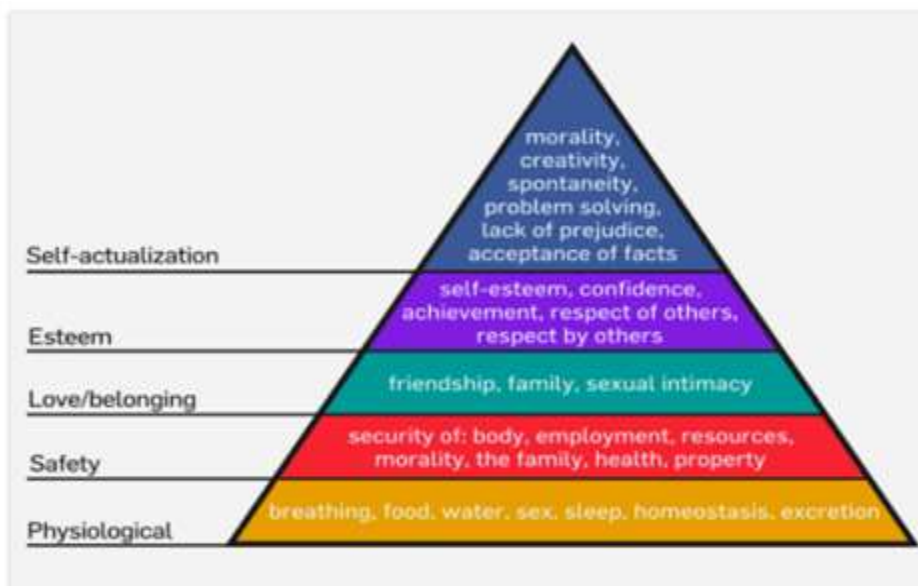 morality,
creativity,
spontaneity,
problem solving,
lack of prejudice,
acceptance of facts
Self-actualization
self-esteem, confidence,
achievement, respect of others,
respect by others
Esteem
friendship, family, sexual intimacy
Love/belonging
security of: body, employment, resources,
morality, the family, health, property
Safety
breathing, food, water, sex, sleep, homeostasis, excretion
Physiological